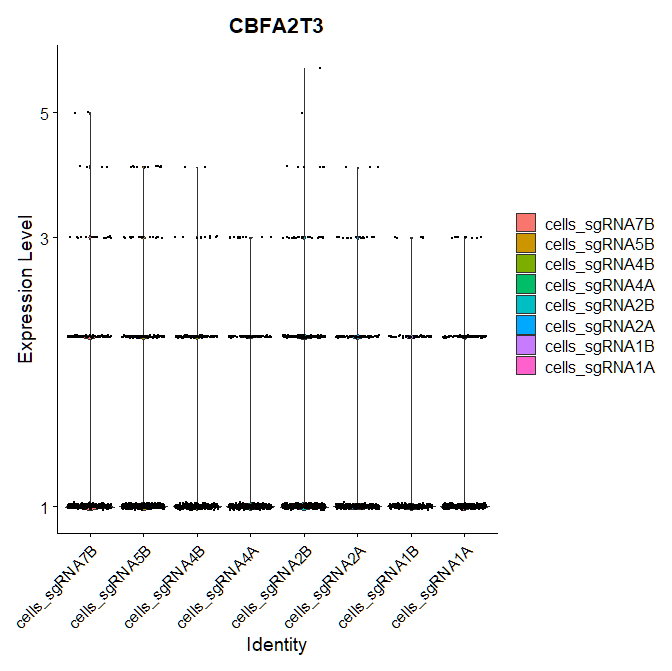 CBFA2T3
Expression Level
5
3
1
cells_sgRNA7B
cells_sgRNA5B
cells_sgRNA4B
cells_sgRNA4A
cells_sgRNA2B
cells_sgRNA2A
cells_sgRNA1B
cells_sgRNA1A
Identity
cells_sgRNA7B
cells_sgRNA5B
cells_sgRNA4B
cells_sgRNA4A
cells_sgRNA2B
cells_sgRNA2A
cells_sgRNA1B
cells_sgRNA1A